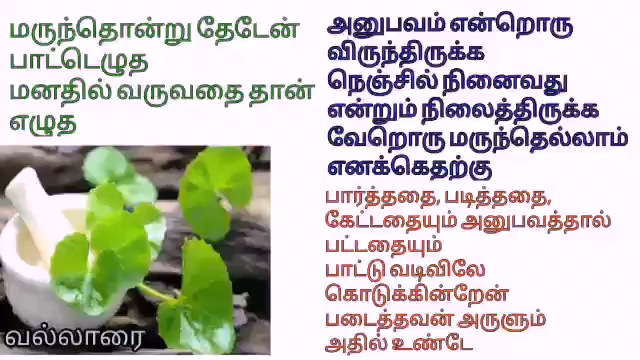 மருந்தொன்று தேடேன்
பாட்டெழுத
மனதில் வருவதை தான்
எழுத
அனுபவம் என்றொரு
விருந்திருக்க
நெஞ்சில் நினைவது
என்றும் நிலைத்திருக்க
வேறொரு மருந்தெல்லாம்
எனக்கெதற்கு
பார்த்ததை, படித்ததை,
கேட்டதையும் அனுபவத்தால்
பட்டதையும்
பாட்டு வடிவிலே
கொடுக்கின்றேன்
படைத்தவன் அருளும்
அதில் உண்டே
வல்லாரை